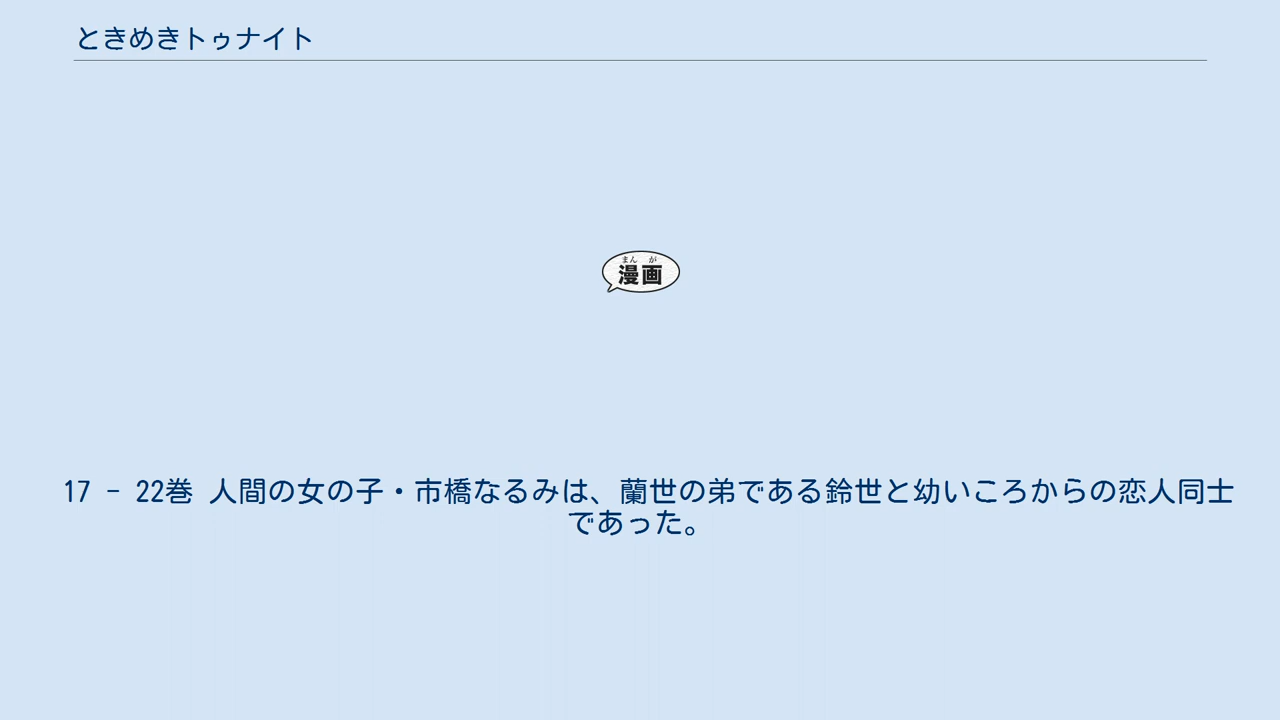 ときめきトゥナイト
まんが
漫画
17 - 22巻 人間の女の子・市橋なるみは、蘭世の弟である鈴世と幼いころからの恋人同士
であった。